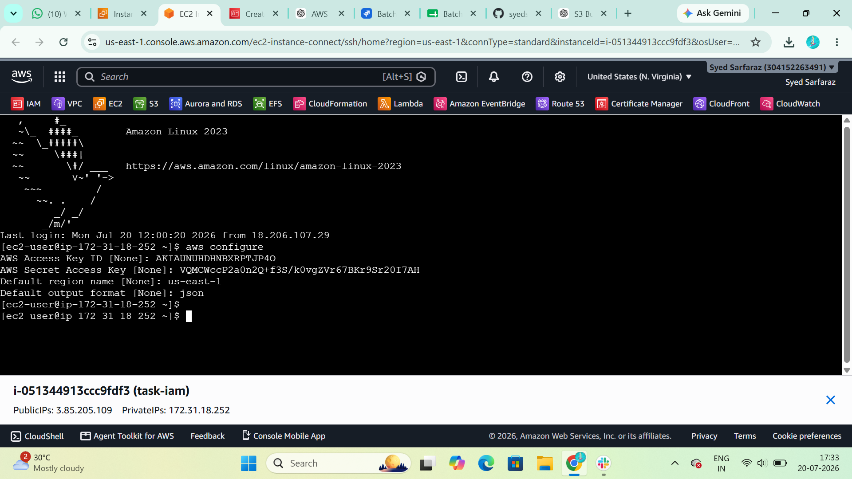 (10) W
Insta
EC2 I
Creat
AWS
Batch
Batch
syeds
S3 Bu
Ask Gemini
us-east-1.console.aws.amazon.com/ec2-instance-connect/ssh/home?region=us-east-1&connType=standard&instanceId=i-051344913ccc9fdf3&osUser=...
aws
Search
[Alt+S]
United States (N. Virginia)
Syed Sarfaraz (304152263491)
Syed Sarfaraz
IAM
VPC
EC2
S3
Aurora and RDS
EFS
CloudFormation
Lambda
Amazon EventBridge
Route 53
Certificate Manager
CloudFront
CloudWatch
Amazon Linux 2023
https://aws.amazon.com/linux/amazon-linux-2023
Last login: Mon Jul 20 12:00:20 2026 from 18.206.107.29
[ec2-user@ip-172-31-18-252 ~]$ aws configure
AWS Access Key ID [None]:
AWS Secret Access Key [None]:
Default region name [None]: us-east-1
Default output format [None]: json
[ec2-user@ip-172-31-18-252 ~]$
[ec2-user@ip-172-31-18-252 ~]$
i-051344913ccc9fdf3 (task-iam)
PublicIPs: 3.85.205.109 PrivateIPs: 172.31.18.252
CloudShell
Agent Toolkit for AWS
Feedback
Console Mobile App
© 2026, Amazon Web Services, Inc. or its affiliates.
Privacy
Terms
Cookie preferences
2
30°C
Mostly cloudy
Search
ENG
IN
17:33
20-07-2026